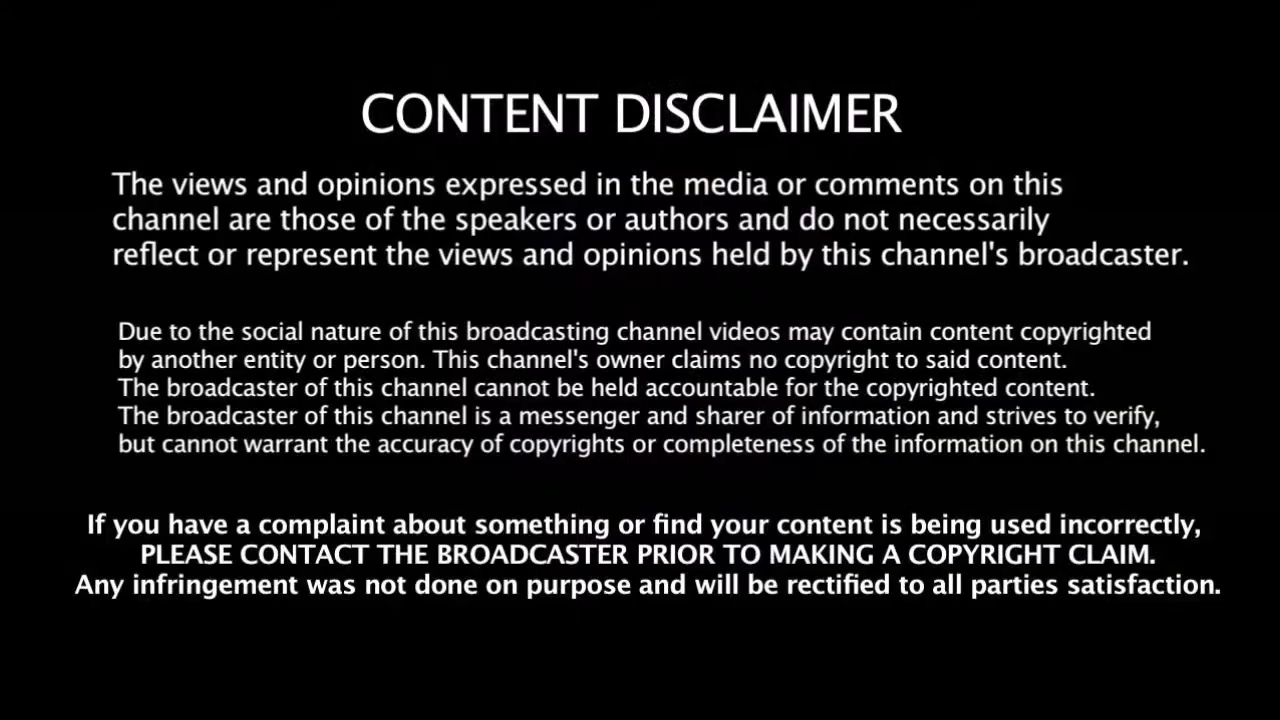 CONTENT DISCLAIMER
The views and opinions expressed in the media or comments on this
channel are those of the speakers or authors and do not necessarily
reflect or represent the views and opinions held by this channel's broadcaster.
Due to the social nature of this broadcasting channel videos may contain content copyrighted
by another entity or person. This channel's owner claims no copyright to said content.
The broadcaster of this channel cannot be held accountable for the copyrighted content.
The broadcaster of this channel is a messenger and sharer of information and strives to verify,
but cannot warrant the accuracy of copyrights or completeness of the information on this channel.
If you have a complaint about something or find your content is being used incorrectly,
PLEASE CONTACT THE BROADCASTER PRIOR TO MAKING A COPYRIGHT CLAIM.
Any infringement was not done on purpose and will be rectified to all parties satisfaction.